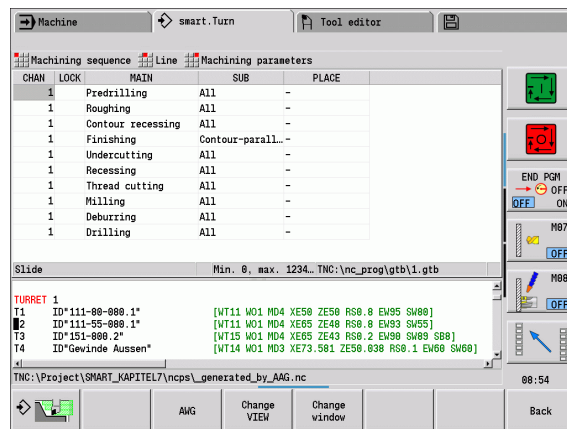 Machine smart.Turn Tool editor
Machining sequence Line Machining parameters
CHAN LOCK MAIN SUB PLACE
1 Predrilling All -
1 Roughing All -
1 Contour recessing All -
1 Finishing Contour-parall… -
1 Undercutting All -
1 Recessing All -
1 Thread cutting All -
1 Milling All -
1 Deburring All -
1 Drilling All -
Slide Min. 0, max. 1234… TNC:\nc_prog\gtb\1.gtb
TURRET 1
T1 ID"111-80-080.1" [WT11 WO1 MD4 XE50 ZE50 RS0.8 EW95 SW80]
2 ID"111-55-080.1" [WT11 WO1 MD4 XE65 ZE48 RS0.8 EW93 SW55]
T3 ID"151-800.2" [WT15 WO1 MD4 XE65 ZE43 RS0.2 EW90 SW89 SB8]
T4 ID"Gewinde Aussen" [WT14 WO1 MD3 XE73.501 ZE50.038 RS0.1 EW60 SW60]
TNC:\Project\SMART_KAPITEL7\ncps\_generated_by_AAG.nc
END PGM
OFF
OFF ON
M07
OFF
M08
OFF
08:54
AWG
Change VIEW
Change window
Back